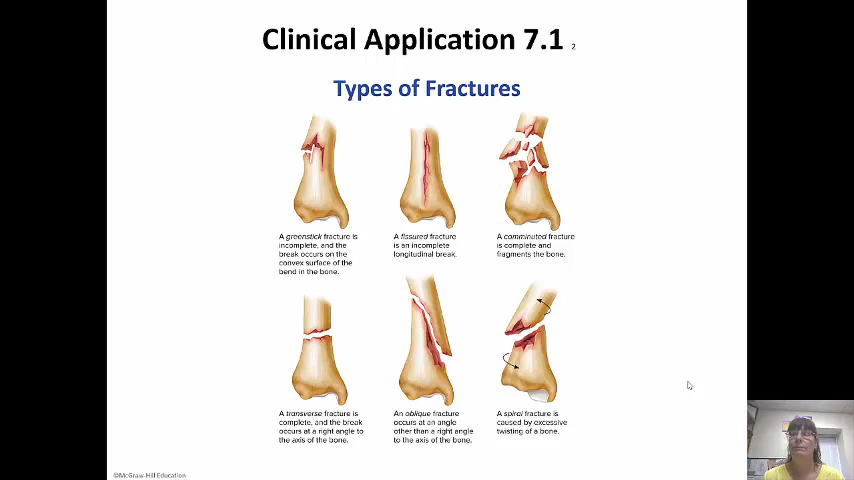 Clinical Application 7.1 2
Types of Fractures
A greenstick fracture is
incomplete, and the
break occurs on the
convex surface of the
bend in the bone.
A fissured fracture
is an incomplete
longitudinal break.
A comminuted fracture
is complete and
fragments the bone.
A transverse fracture is
complete, and the break
occurs at a right angle to
the axis of the bone.
An oblique fracture
occurs at an angle
other than a right angle
to the axis of the bone.
A spiral fracture is
caused by excessive
twisting of a bone.
©McGraw-Hill Education